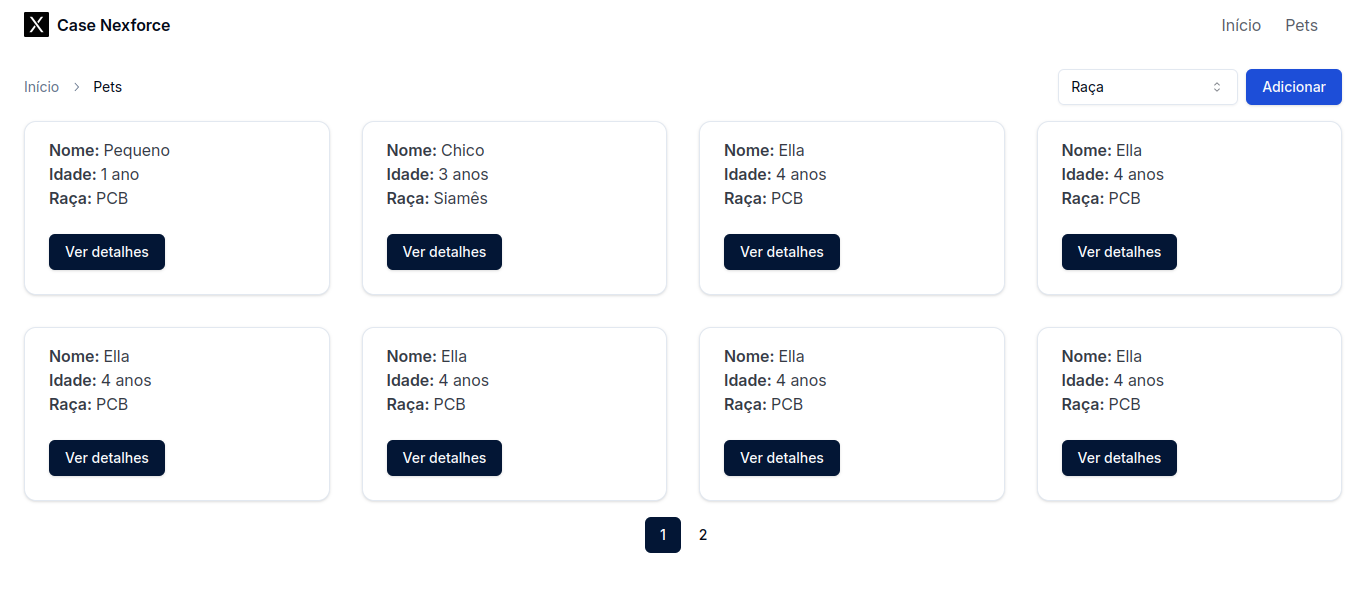 Case Nexforce
Início Pets
Início > Pets
Raça
Adicionar
Nome: Pequeno
Idade: 1 ano
Raça: PCB
Ver detalhes
Nome: Chico
Idade: 3 anos
Raça: Siamês
Ver detalhes
Nome: Ella
Idade: 4 anos
Raça: PCB
Ver detalhes
Nome: Ella
Idade: 4 anos
Raça: PCB
Ver detalhes
Nome: Ella
Idade: 4 anos
Raça: PCB
Ver detalhes
Nome: Ella
Idade: 4 anos
Raça: PCB
Ver detalhes
Nome: Ella
Idade: 4 anos
Raça: PCB
Ver detalhes
Nome: Ella
Idade: 4 anos
Raça: PCB
Ver detalhes
1 2